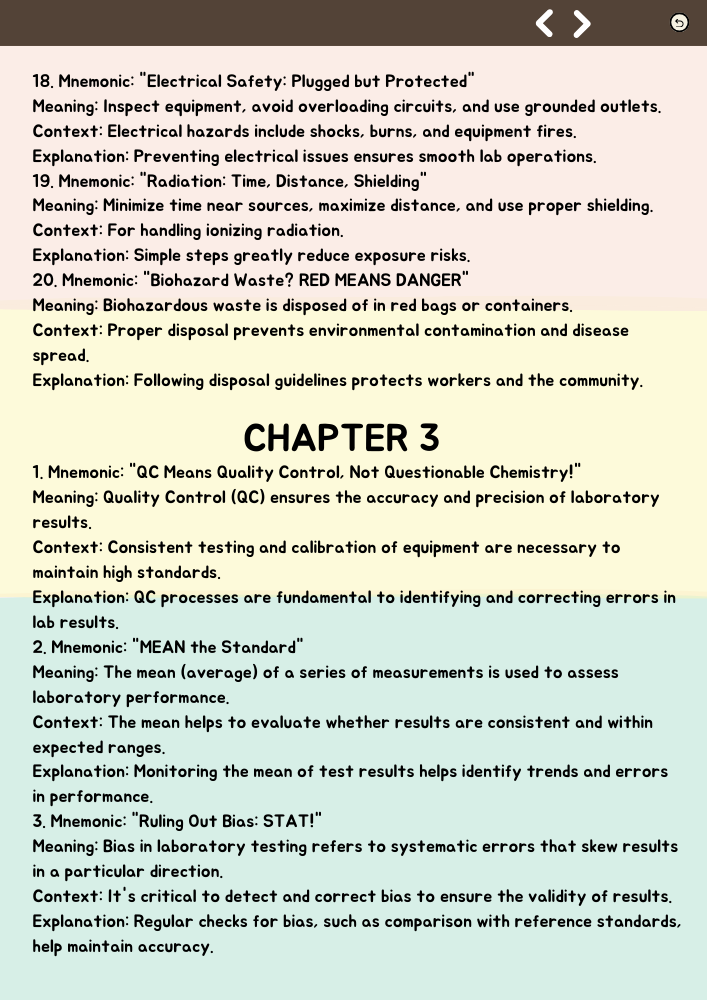 18. Mnemonic: "Electrical Safety: Plugged but Protected"
Meaning: Inspect equipment, avoid overloading circuits, and use grounded outlets.
Context: Electrical hazards include shocks, burns, and equipment fires.
Explanation: Preventing electrical issues ensures smooth lab operations.
19. Mnemonic: "Radiation: Time, Distance, Shielding"
Meaning: Minimize time near sources, maximize distance, and use proper shielding.
Context: For handling ionizing radiation.
Explanation: Simple steps greatly reduce exposure risks.
20. Mnemonic: "Biohazard Waste? RED MEANS DANGER"
Meaning: Biohazardous waste is disposed of in red bags or containers.
Context: Proper disposal prevents environmental contamination and disease
spread.
Explanation: Following disposal guidelines protects workers and the community.
CHAPTER 3
1. Mnemonic: "QC Means Quality Control, Not Questionable Chemistry!"
Meaning: Quality Control (QC) ensures the accuracy and precision of laboratory
results.
Context: Consistent testing and calibration of equipment are necessary to
maintain high standards.
Explanation: QC processes are fundamental to identifying and correcting errors in
lab results.
2. Mnemonic: "MEAN the Standard"
Meaning: The mean (average) of a series of measurements is used to assess
laboratory performance.
Context: The mean helps to evaluate whether results are consistent and within
expected ranges.
Explanation: Monitoring the mean of test results helps identify trends and errors
in performance.
3. Mnemonic: "Ruling Out Bias: STAT!"
Meaning: Bias in laboratory testing refers to systematic errors that skew results
in a particular direction.
Context: It's critical to detect and correct bias to ensure the validity of results.
Explanation: Regular checks for bias, such as comparison with reference standards,
help maintain accuracy.